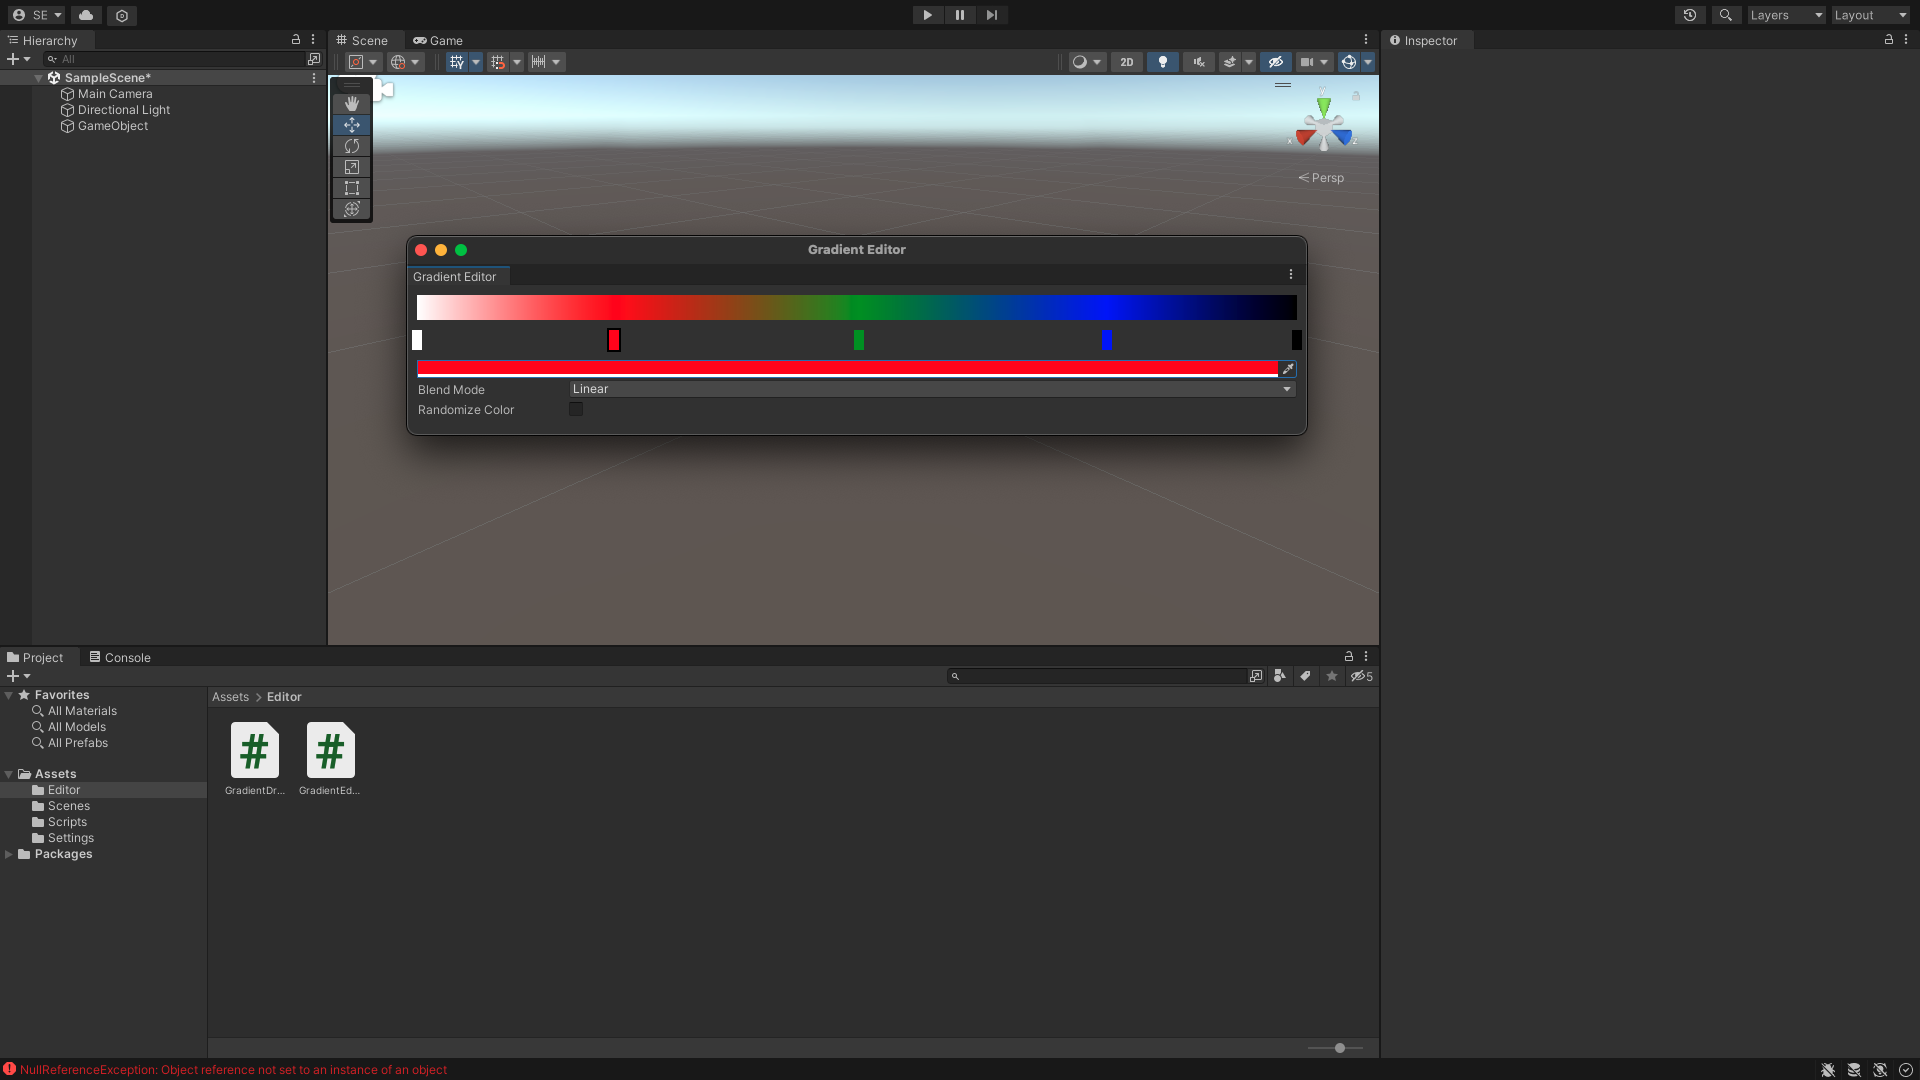 SE
Layers
Layout
Hierarchy
All
SampleScene*
Main Camera
Directional Light
GameObject
Scene
Game
2D
y
x
z
Persp
Inspector
Gradient Editor
Gradient Editor
Blend Mode
Linear
Randomize Color
Project
Console
5
Favorites
All Materials
All Models
All Prefabs
Assets
Editor
Scenes
Scripts
Settings
Packages
Assets > Editor
#
#
GradientDr...
GradientEd...
NullReferenceException: Object reference not set to an instance of an object